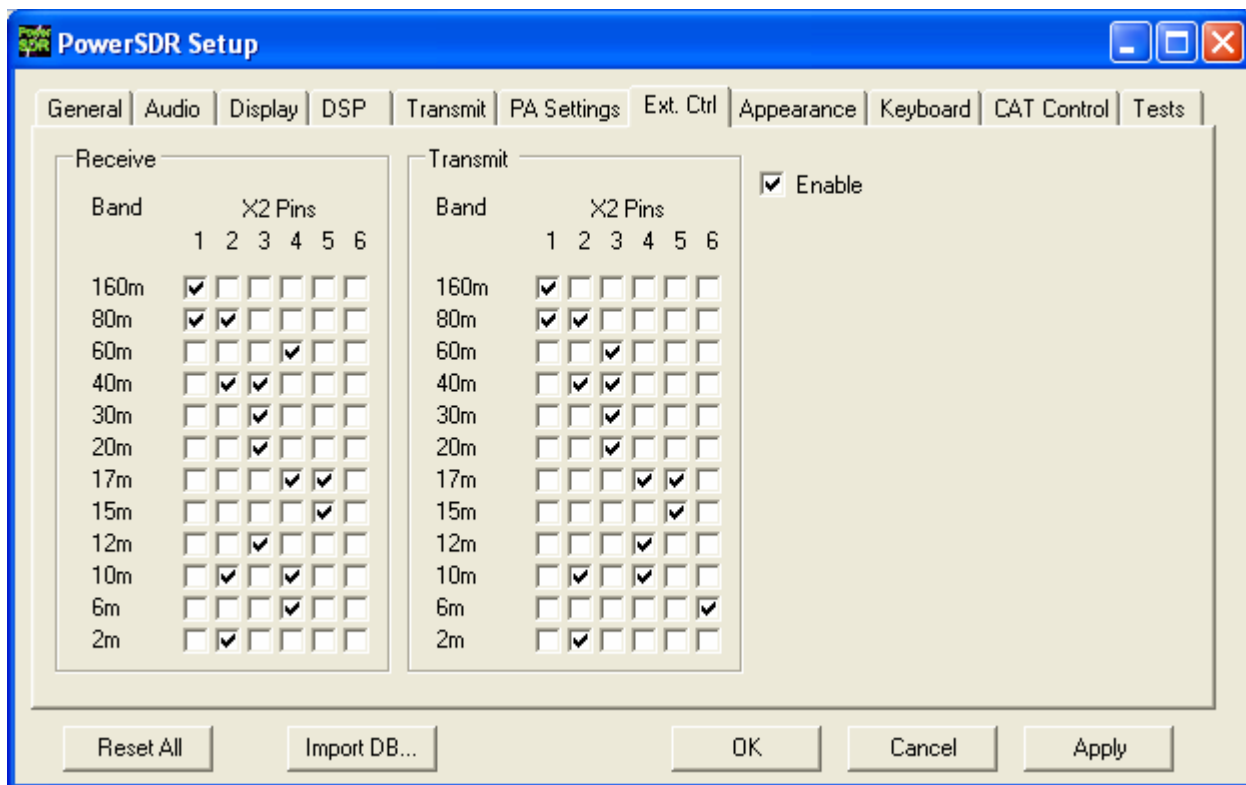 PowerSDR Setup
General Audio Display DSP Transmit PA Settings Ext. Ctrl Appearance Keyboard CAT Control Tests
Receive
Band X2 Pins
1 2 3 4 5 6
160m
80m
60m
40m
30m
20m
17m
15m
12m
10m
6m
2m
Transmit
Band X2 Pins
1 2 3 4 5 6
160m
80m
60m
40m
30m
20m
17m
15m
12m
10m
6m
2m
Enable
Reset All Import DB... OK Cancel Apply